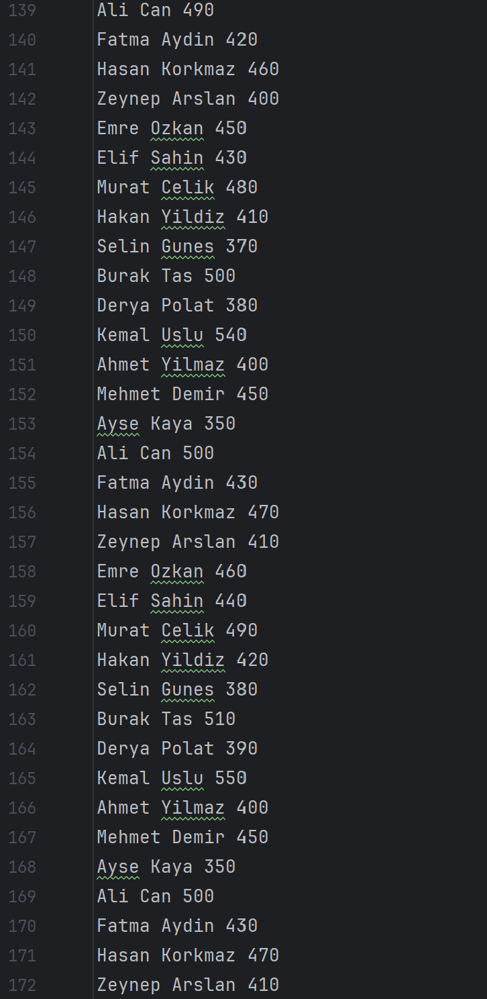 139 Ali Can 490
140 Fatma Aydin 420
141 Hasan Korkmaz 460
142 Zeynep Arslan 400
143 Emre Ozkan 450
144 Elif Sahin 430
145 Murat Celik 480
146 Hakan Yildiz 410
147 Selin Gunes 370
148 Burak Tas 500
149 Derya Polat 380
150 Kemal Uslu 540
151 Ahmet Yilmaz 400
152 Mehmet Demir 450
153 Ayse Kaya 350
154 Ali Can 500
155 Fatma Aydin 430
156 Hasan Korkmaz 470
157 Zeynep Arslan 410
158 Emre Ozkan 460
159 Elif Sahin 440
160 Murat Celik 490
161 Hakan Yildiz 420
162 Selin Gunes 380
163 Burak Tas 510
164 Derya Polat 390
165 Kemal Uslu 550
166 Ahmet Yilmaz 400
167 Mehmet Demir 450
168 Ayse Kaya 350
169 Ali Can 500
170 Fatma Aydin 430
171 Hasan Korkmaz 470
172 Zeynep Arslan 410